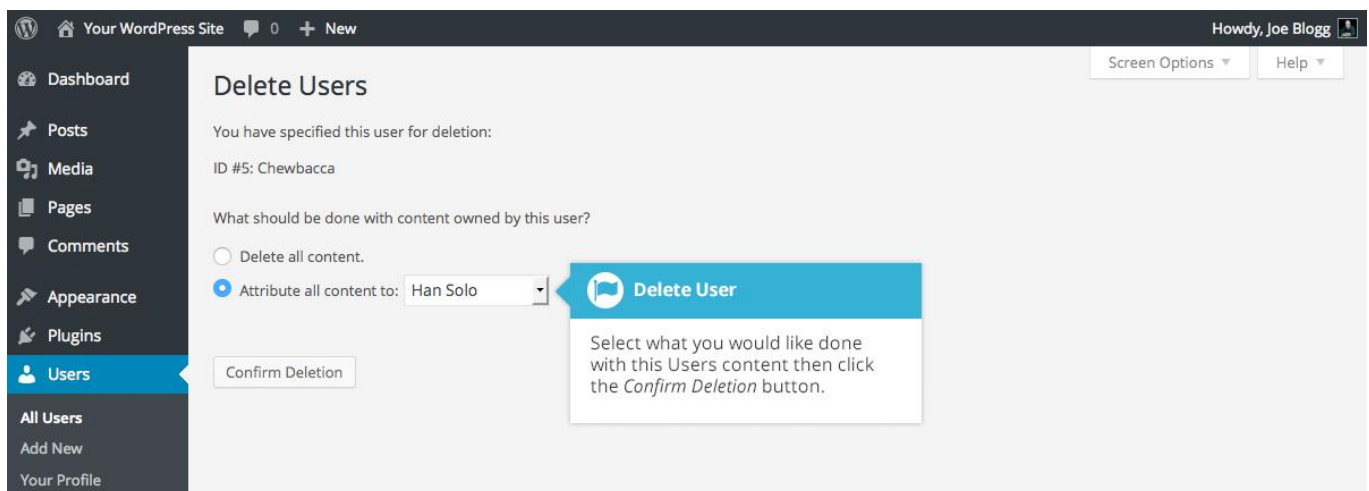 Your WordPress Site 0 + New Howdy, Joe Blogg
Screen Options Help
Dashboard
Posts
Media
Pages
Comments
Appearance
Plugins
Users
All Users
Add New
Your Profile
Delete Users
You have specified this user for deletion:
ID #5: Chewbacca
What should be done with content owned by this user?
Delete all content.
Attribute all content to: Han Solo
Confirm Deletion
Delete User
Select what you would like done
with this Users content then click
the Confirm Deletion button.